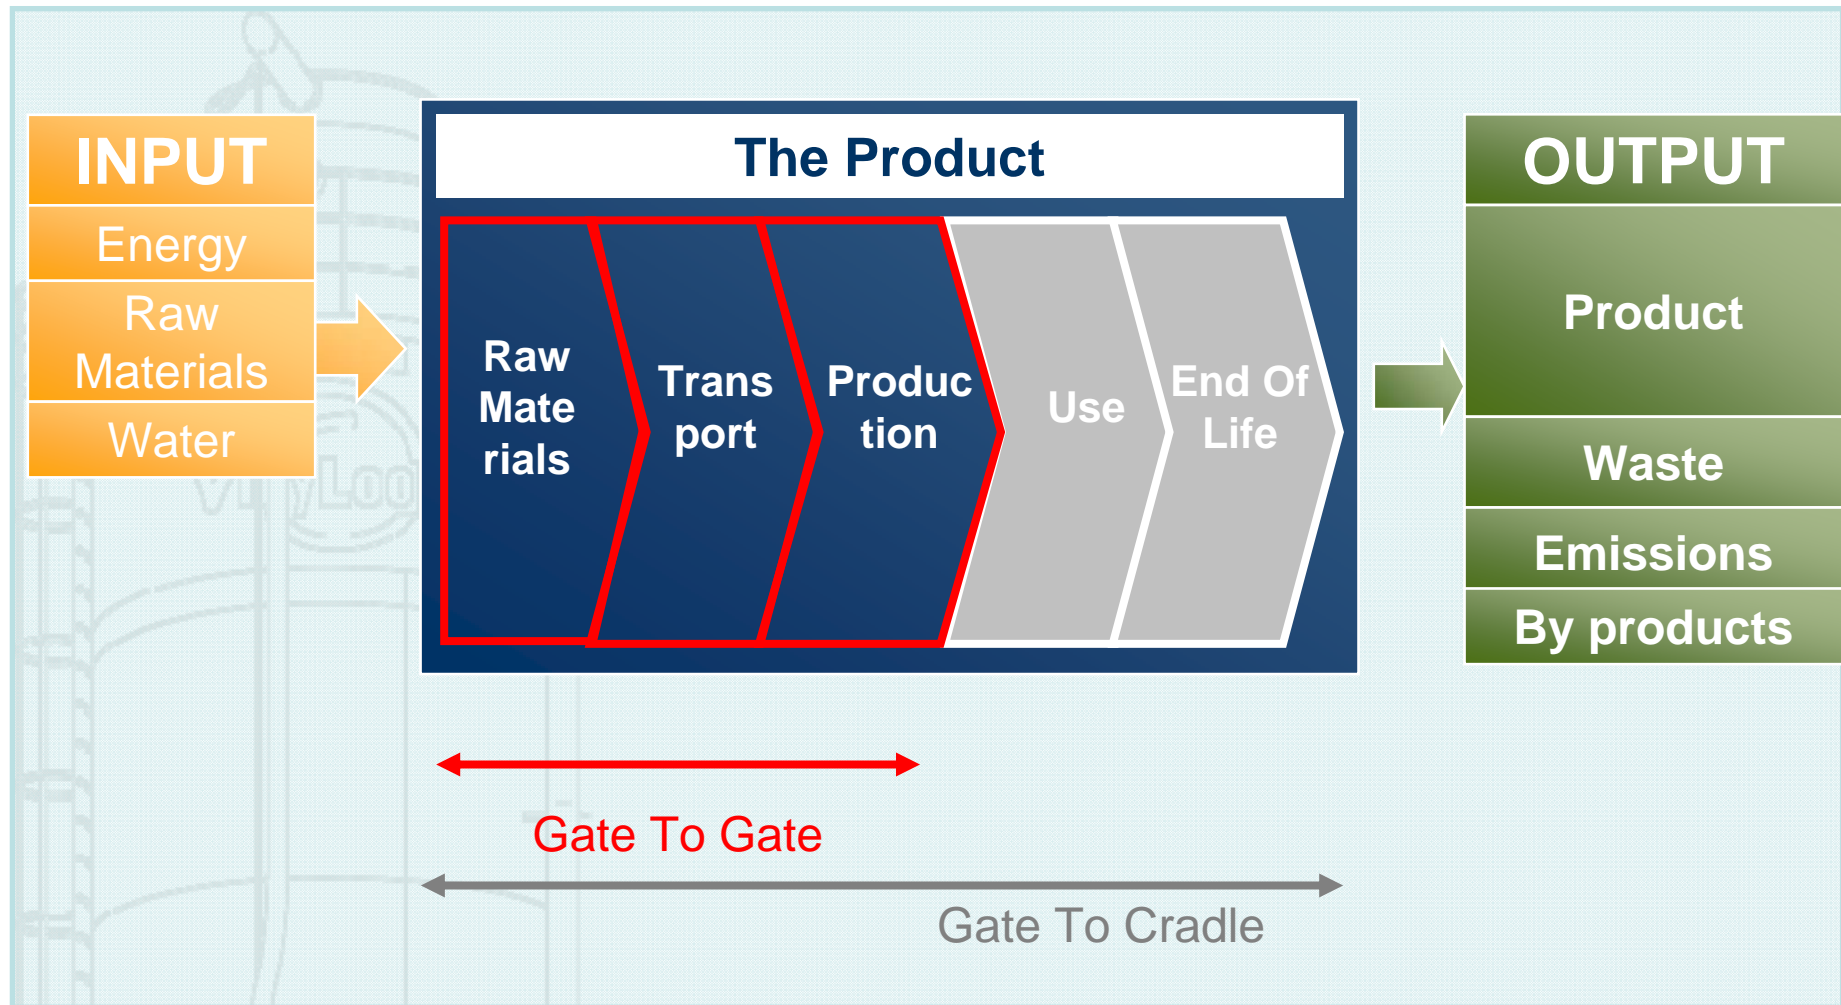 INPUT
Energy
Raw
Materials
Water
The Product
Raw
Mate
rials
Trans
port
Produc
tion
Use
End Of
Life
OUTPUT
Product
Waste
Emissions
By products
Gate To Gate
Gate To Cradle